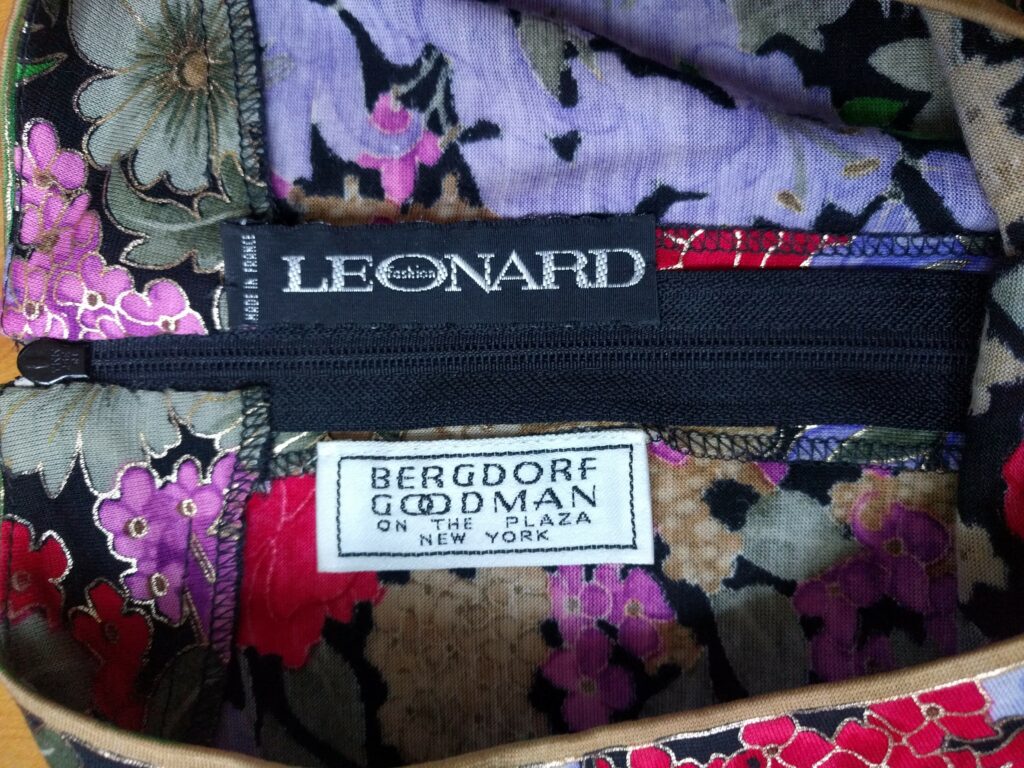 MADE IN FRANCE
LEONARD
fashion
BERGDORF
GOODMAN
ON THE PLAZA
NEW YORK